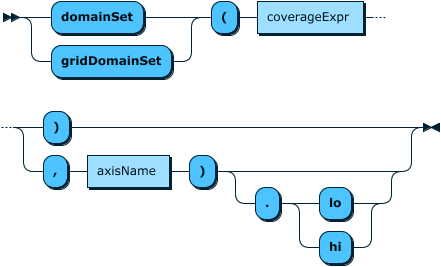 domainSet ( coverageExpr
gridDomainSet
)
, axisName )
. lo
hi